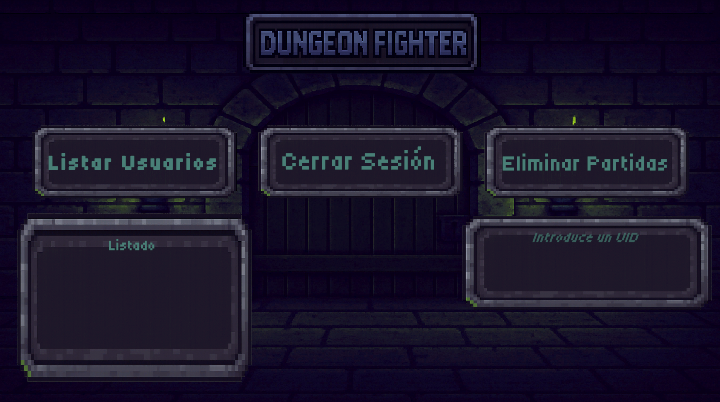 DUNGEON FIGHTER
Listar Usuarios
Cerrar Sesión
Eliminar Partidas
Listado
Introduce un UID